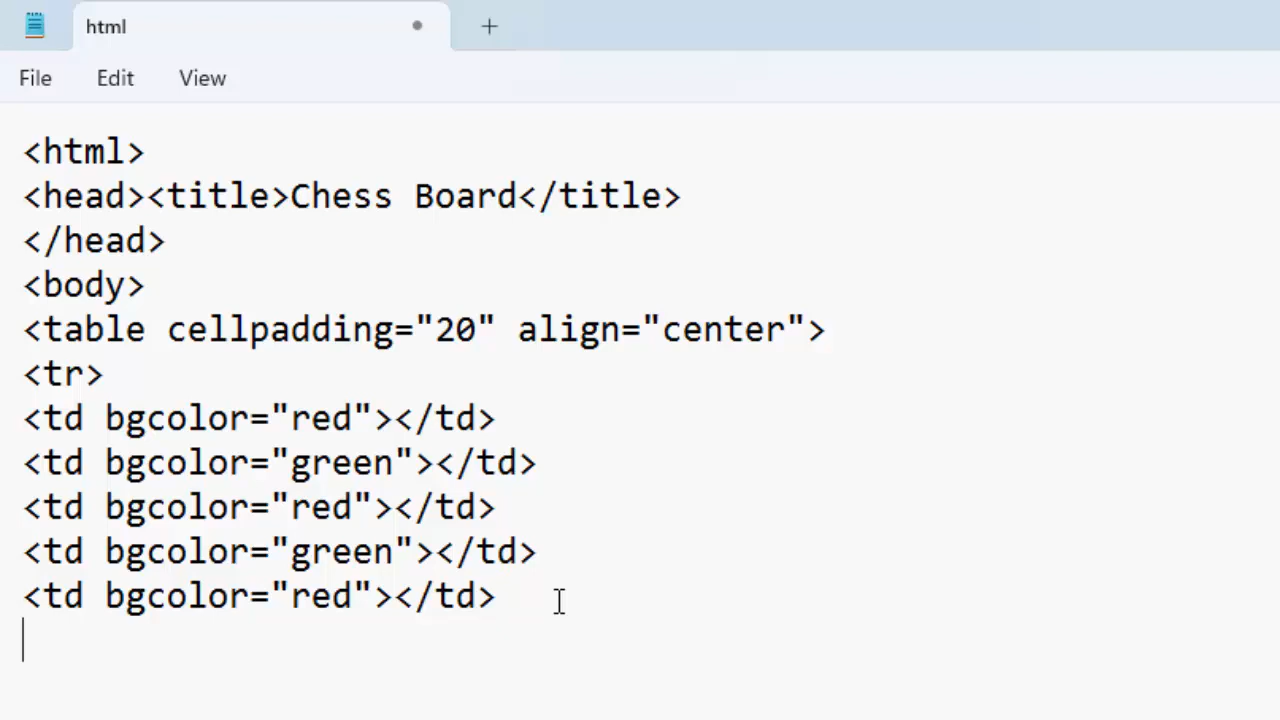 html
File Edit View
<html>
<head><title>Chess Board</title>
</head>
<body>
<table cellpadding="20" align="center">
<tr>
<td bgcolor="red"></td>
<td bgcolor="green"></td>
<td bgcolor="red"></td>
<td bgcolor="green"></td>
<td bgcolor="red"></td>